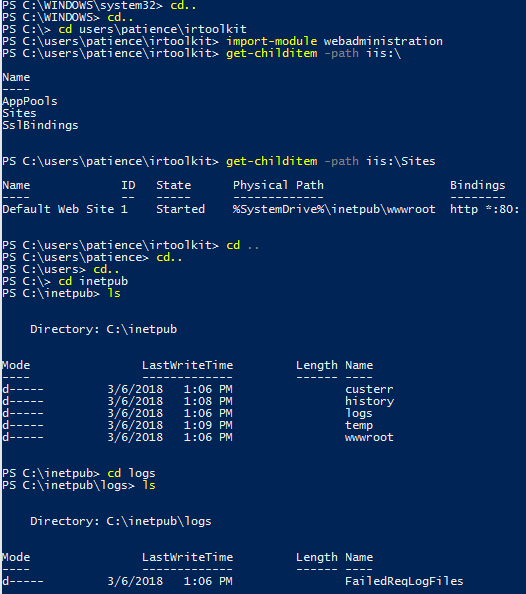 PS C:\WINDOWS\system32> cd..
PS C:\WINDOWS> cd..
PS C:\> cd users\patience\irtoolkit
PS C:\users\patience\irtoolkit> import-module webadministration
PS C:\users\patience\irtoolkit> get-childitem -path iis:\
Name
----
AppPools
Sites
SslBindings
PS C:\users\patience\irtoolkit> get-childitem -path iis:\Sites
Name ID State Physical Path Bindings
---- -- ----- ------------- --------
Default Web Site 1 Started %SystemDrive%\inetpub\wwwroot http *:80:
PS C:\users\patience\irtoolkit> cd ..
PS C:\users\patience> cd..
PS C:\users> cd..
PS C:\> cd inetpub
PS C:\inetpub> ls
Directory: C:\inetpub
Mode LastWriteTime Length Name
---- ------------- ------ ----
d----- 3/6/2018 1:06 PM custerr
d----- 3/6/2018 1:08 PM history
d----- 3/6/2018 1:06 PM logs
d----- 3/6/2018 1:09 PM temp
d----- 3/6/2018 1:06 PM wwwroot
PS C:\inetpub> cd logs
PS C:\inetpub\logs> ls
Directory: C:\inetpub\logs
Mode LastWriteTime Length Name
---- ------------- ------ ----
d----- 3/6/2018 1:06 PM FailedReqLogFiles